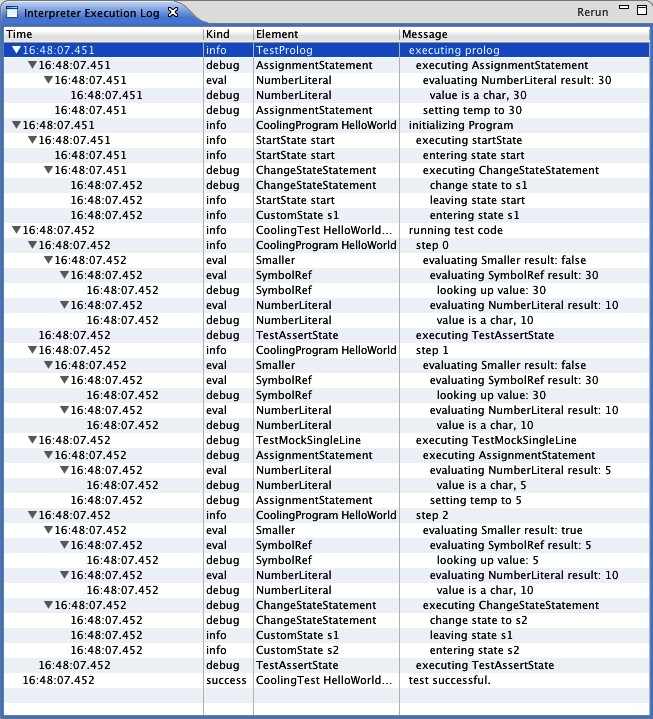 Interpreter Execution Log Rerun
Time Kind Element Message
16:48:07.451 info TestProlog executing prolog
16:48:07.451 debug AssignmentStatement executing AssignmentStatement
16:48:07.451 eval NumberLiteral evaluating NumberLiteral result: 30
16:48:07.451 debug NumberLiteral value is a char, 30
16:48:07.451 debug AssignmentStatement setting temp to 30
16:48:07.451 info CoolingProgram HelloWorld initializing Program
16:48:07.451 info StartState start executing startState
16:48:07.451 info StartState start entering state start
16:48:07.451 debug ChangeStateStatement executing ChangeStateStatement
16:48:07.452 debug ChangeStateStatement change state to s1
16:48:07.452 info StartState start leaving state start
16:48:07.452 info CustomState s1 entering state s1
16:48:07.452 info CoolingTest HelloWorld... running test code
16:48:07.452 info CoolingProgram HelloWorld step 0
16:48:07.452 eval Smaller evaluating Smaller result: false
16:48:07.452 eval SymbolRef evaluating SymbolRef result: 30
16:48:07.452 debug SymbolRef looking up value: 30
16:48:07.452 eval NumberLiteral evaluating NumberLiteral result: 10
16:48:07.452 debug NumberLiteral value is a char, 10
16:48:07.452 debug TestAssertState executing TestAssertState
16:48:07.452 info CoolingProgram HelloWorld step 1
16:48:07.452 eval Smaller evaluating Smaller result: false
16:48:07.452 eval SymbolRef evaluating SymbolRef result: 30
16:48:07.452 debug SymbolRef looking up value: 30
16:48:07.452 eval NumberLiteral evaluating NumberLiteral result: 10
16:48:07.452 debug NumberLiteral value is a char, 10
16:48:07.452 debug TestMockSingleLine executing TestMockSingleLine
16:48:07.452 debug AssignmentStatement executing AssignmentStatement
16:48:07.452 eval NumberLiteral evaluating NumberLiteral result: 5
16:48:07.452 debug NumberLiteral value is a char, 5
16:48:07.452 debug AssignmentStatement setting temp to 5
16:48:07.452 info CoolingProgram HelloWorld step 2
16:48:07.452 eval Smaller evaluating Smaller result: true
16:48:07.452 eval SymbolRef evaluating SymbolRef result: 5
16:48:07.452 debug SymbolRef looking up value: 5
16:48:07.452 eval NumberLiteral evaluating NumberLiteral result: 10
16:48:07.452 debug NumberLiteral value is a char, 10
16:48:07.452 debug ChangeStateStatement executing ChangeStateStatement
16:48:07.452 debug ChangeStateStatement change state to s2
16:48:07.452 info CustomState s1 leaving state s1
16:48:07.452 info CustomState s2 entering state s2
16:48:07.452 debug TestAssertState executing TestAssertState
16:48:07.452 success CoolingTest HelloWorld... test successful.